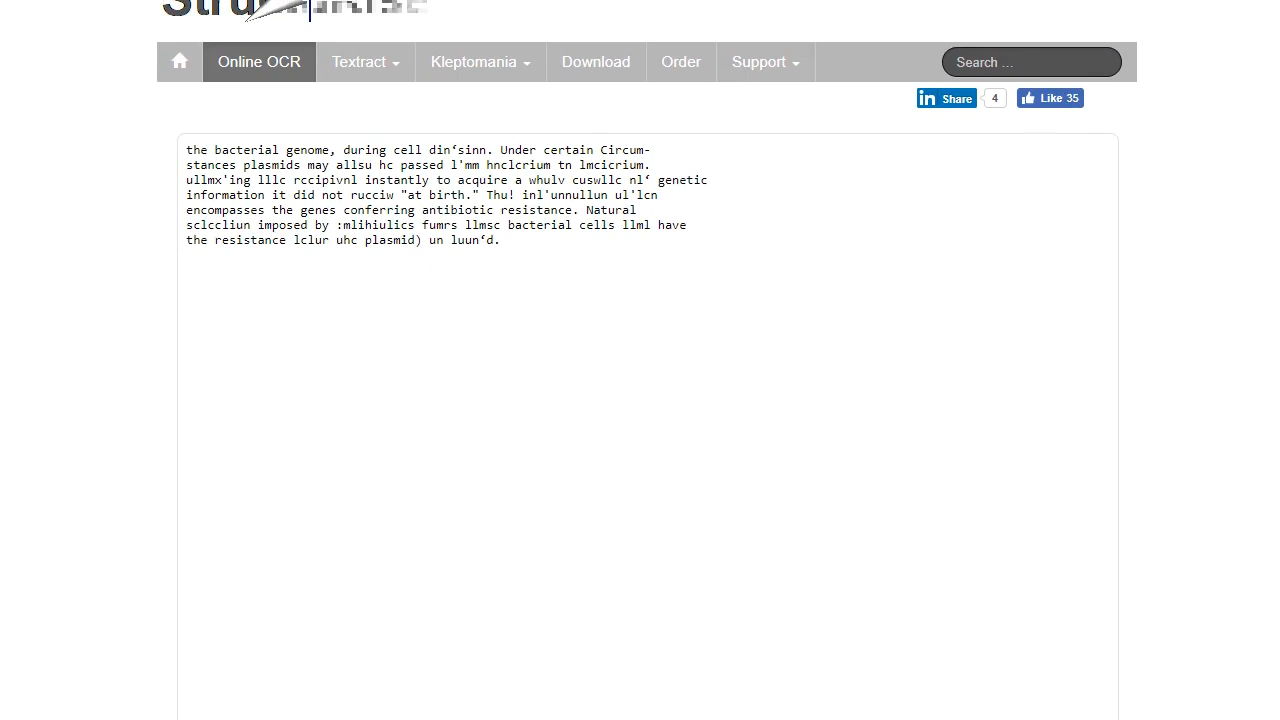 Online OCR
Textract
Kleptomania
Download
Order
Support
Search ...
in Share
4
Like 35
the bacterial genome, during cell din‘sinn. Under certain Circum-
stances plasmids may allsu hc passed l'mm hnclcrium tn lmcicrium.
ullmx'ing lllc rccipivnl instantly to acquire a whulv cuswllc nl‘ genetic
information it did not rucciw "at birth." Thu! inl'unnullun ul'lcn
encompasses the genes conferring antibiotic resistance. Natural
sclccliun imposed by :mlihiulics fumrs llmsc bacterial cells llml have
the resistance lclur uhc plasmid) un luun‘d.